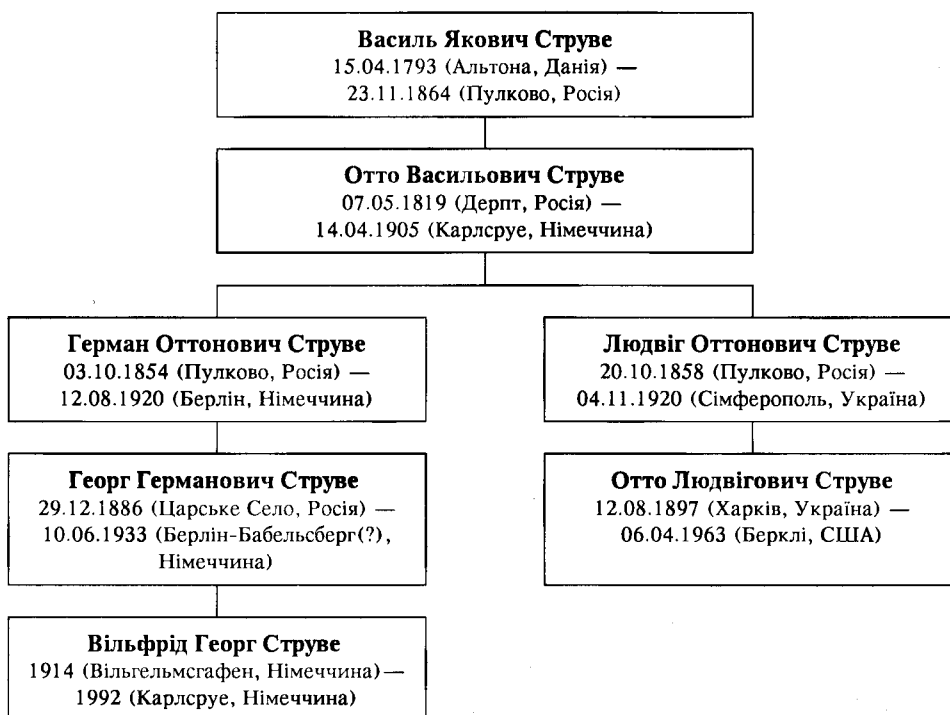 Василь Якович Струве
15.04.1793 (Альтона, Данія) —
23.11.1864 (Пулково, Росія)
Отто Васильович Струве
07.05.1819 (Дерпт, Росія) —
14.04.1905 (Карлсруе, Німеччина)
Герман Оттонович Струве
03.10.1854 (Пулково, Росія) —
12.08.1920 (Берлін, Німеччина)
Людвіг Оттонович Струве
20.10.1858 (Пулково, Росія) —
04.11.1920 (Сімферополь, Україна)
Георг Германович Струве
29.12.1886 (Царське Село, Росія) —
10.06.1933 (Берлін-Бабельсберг(?),
Німеччина)
Отто Людвігович Струве
12.08.1897 (Харків, Україна) —
06.04.1963 (Берклі, США)
Вільфрід Георг Струве
1914 (Вільгельмсгафен, Німеччина)—
1992 (Карлсруе, Німеччина)